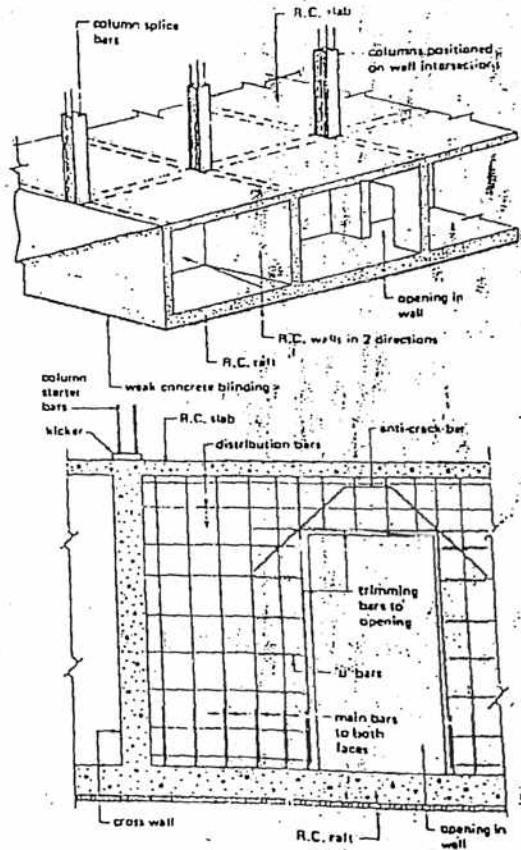 column splice
bars
R.C. slab
columns positioned
on wall intersections
opening in
wall
R.C. walls in 2 directions
R.C. raft
weak concrete blinding
column
starter
bars
kicker
R.C. slab
distribution bars
anti-crack bar
trimming
bars to
opening
'U' bars
main bars
to both
faces
cross wall
R.C. raft
opening in
wall